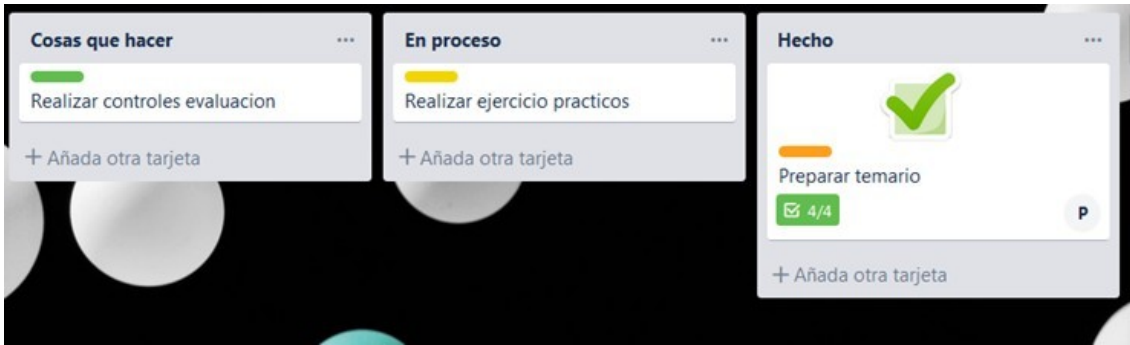 Cosas que hacer
Realizar controles evaluacion
+ Añada otra tarjeta
En proceso
Realizar ejercicio practicos
+ Añada otra tarjeta
Hecho
Preparar temario
4/4
P
+ Añada otra tarjeta